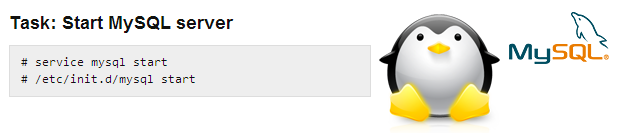 Task: Start MySQL server
# service mysql start
# /etc/init.d/mysql start
MySQL®